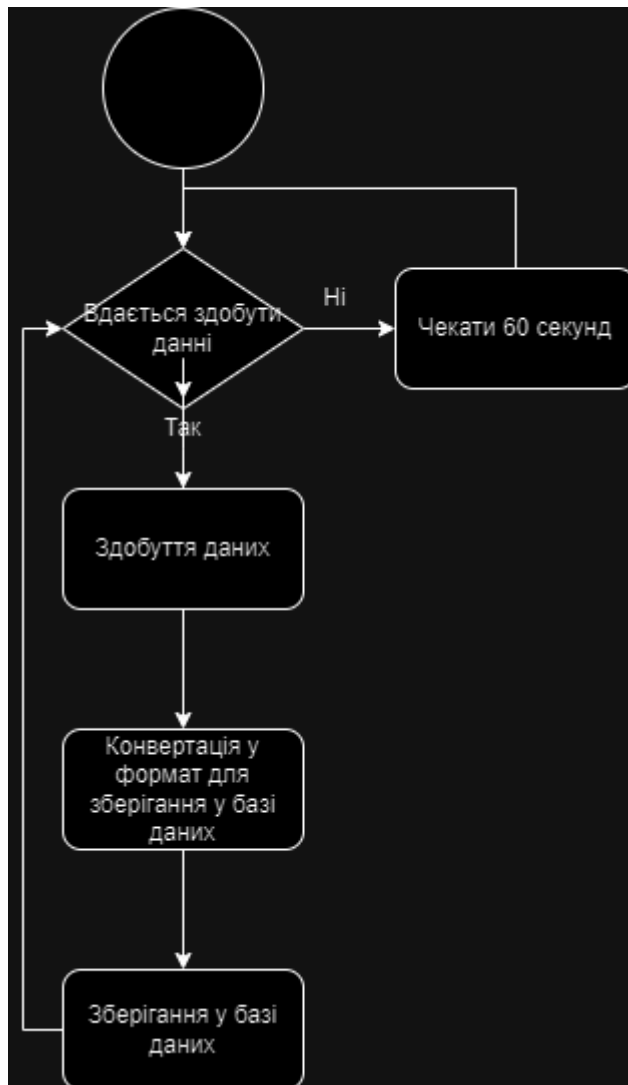 Вдається здобути
данні
Ні
Чекати 60 секунд
Так
Здобуття даних
Конвертація у
формат для
зберігання у базі
даних
Зберігання у базі
даних